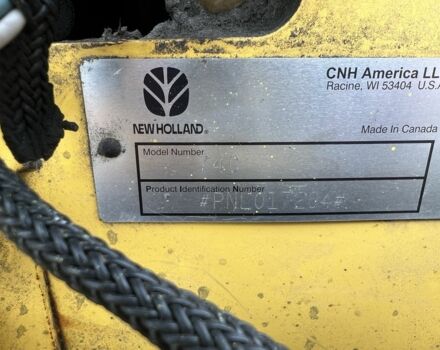 CNH America LL
Racine, WI 53404 U.S.A
NEW HOLLAND®
Made in Canada
Model Number
Product Identification Number